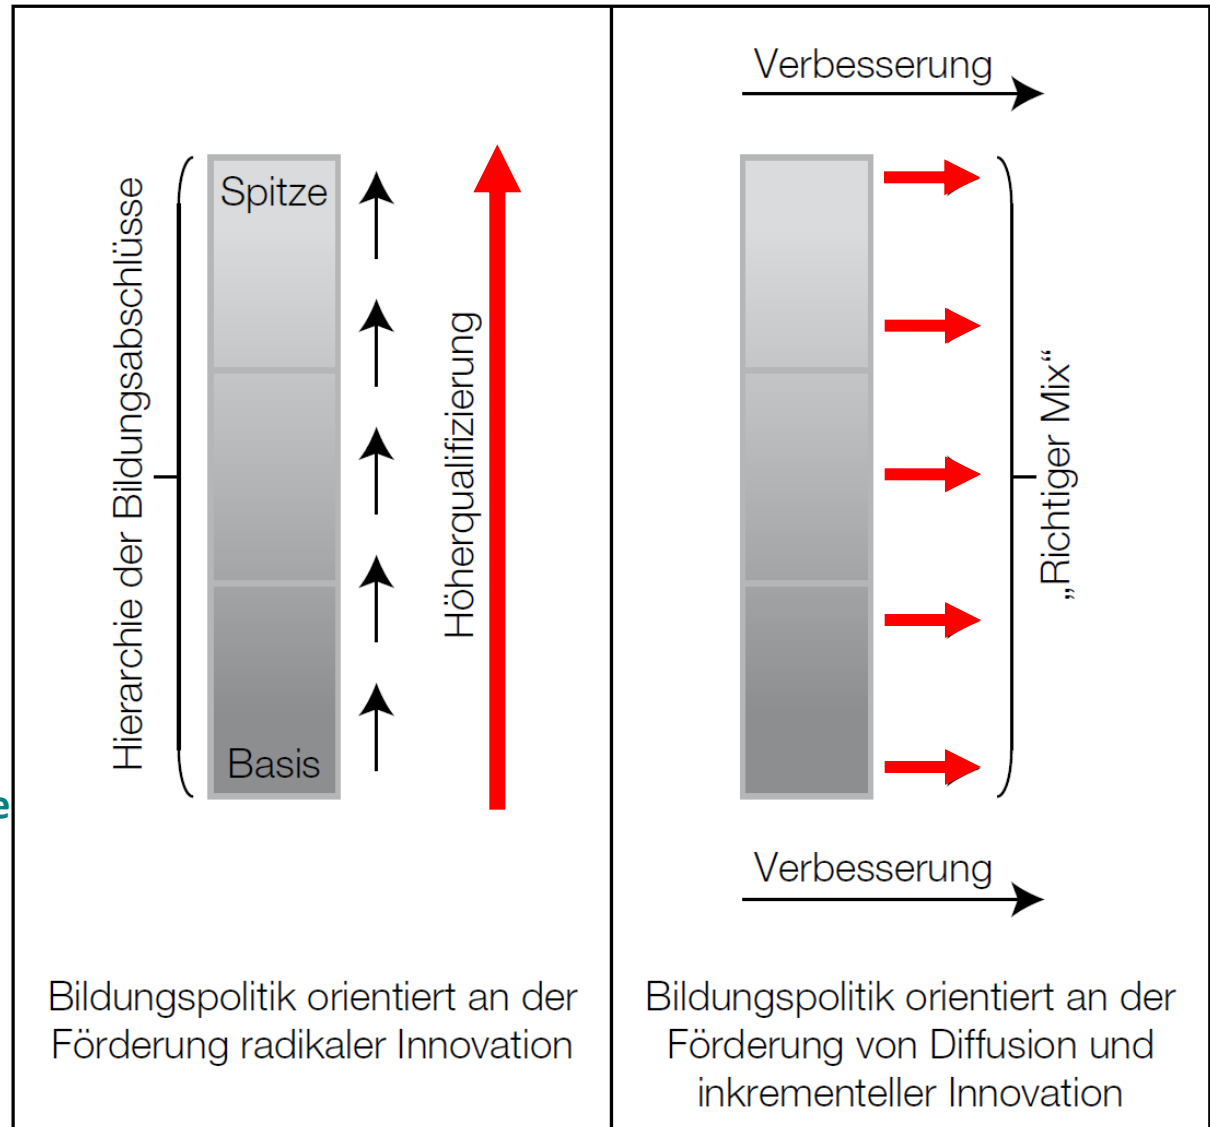 Hierarchie der Bildungsabschlüsse
Spitze
Basis
Höherqualifizierung
e
Bildungspolitik orientiert an der
Förderung radikaler Innovation
Verbesserung
„Richtiger Mix“
Verbesserung
Bildungspolitik orientiert an der
Förderung von Diffusion und
inkrementeller Innovation